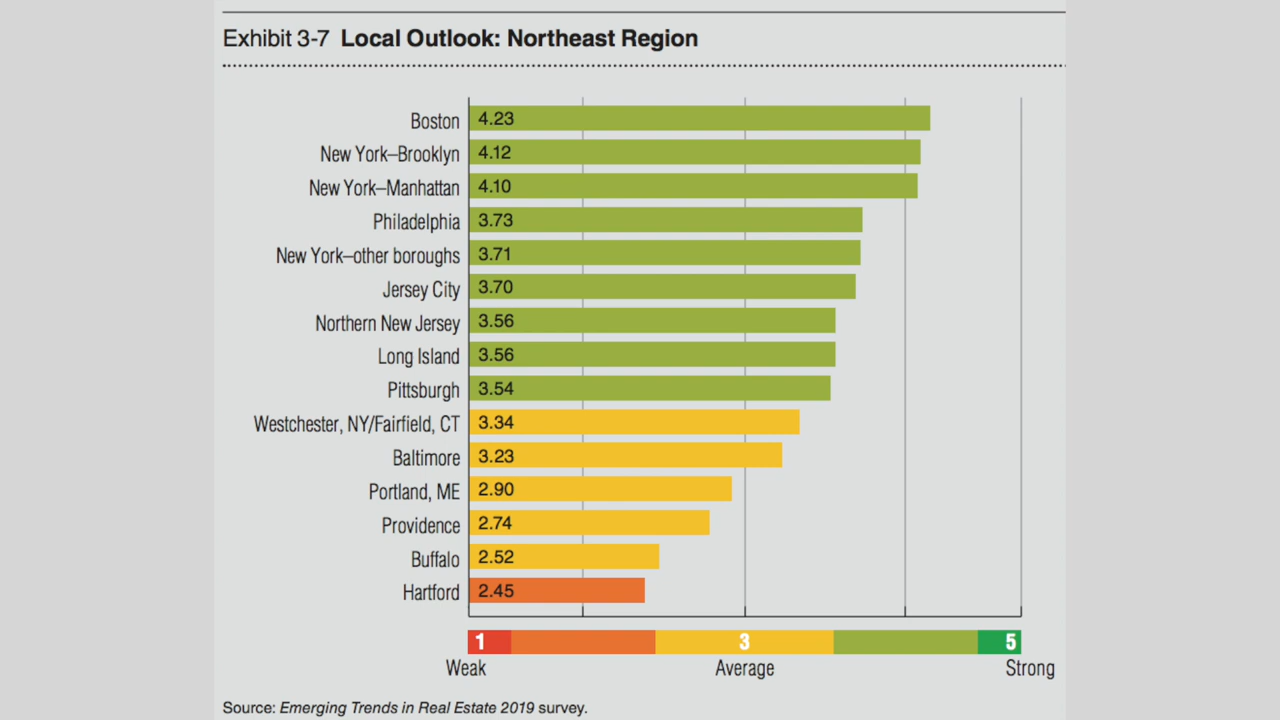 Exhibit 3-7 Local Outlook: Northeast Region
Boston 4.23
New York–Brooklyn 4.12
New York–Manhattan 4.10
Philadelphia 3.73
New York–other boroughs 3.71
Jersey City 3.70
Northern New Jersey 3.56
Long Island 3.56
Pittsburgh 3.54
Westchester, NY/Fairfield, CT 3.34
Baltimore 3.23
Portland, ME 2.90
Providence 2.74
Buffalo 2.52
Hartford 2.45
1 3 5
Weak Average Strong
Source: Emerging Trends in Real Estate 2019 survey.